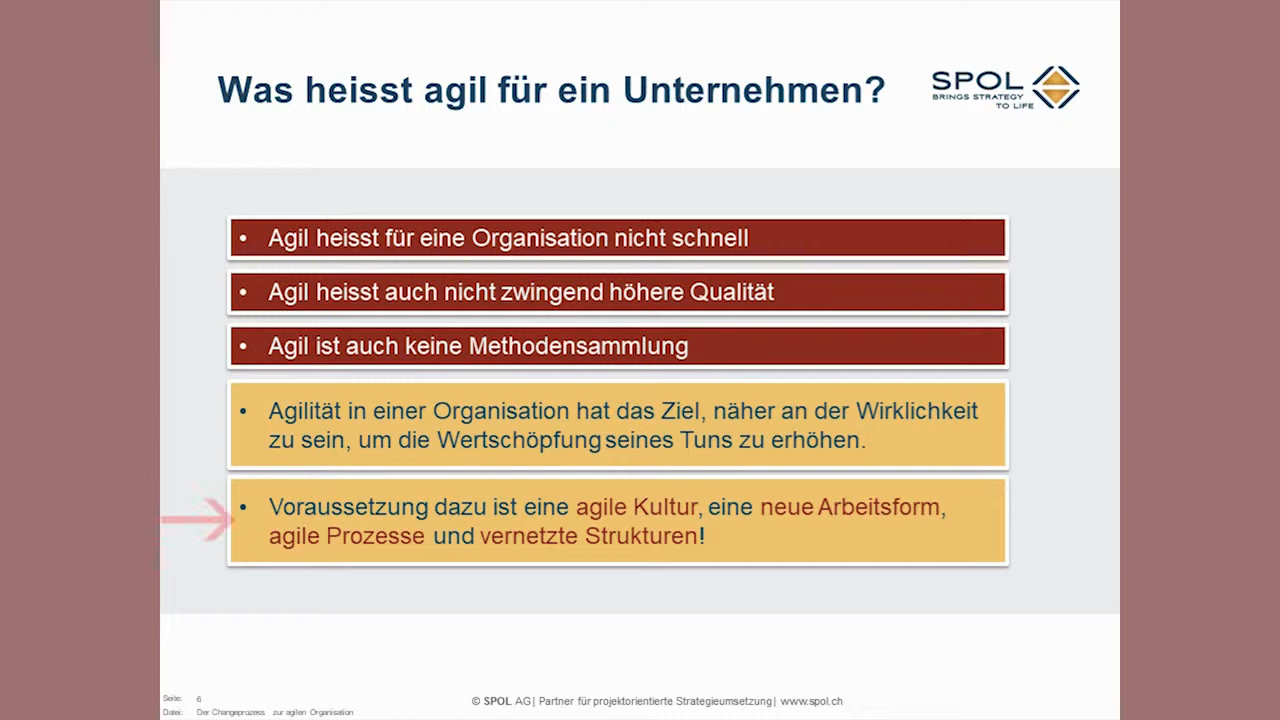 Was heisst agil für ein Unternehmen?
SPOL
BRINGS STRATEGY
TO LIFE
• Agil heisst für eine Organisation nicht schnell
• Agil heisst auch nicht zwingend höhere Qualität
• Agil ist auch keine Methodensammlung
• Agilität in einer Organisation hat das Ziel, näher an der Wirklichkeit
zu sein, um die Wertschöpfung seines Tuns zu erhöhen.
• Voraussetzung dazu ist eine agile Kultur, eine neue Arbeitsform,
agile Prozesse und vernetzte Strukturen!
Seite: 6
Datei: Der Changeprozess zur agilen Organisation
© SPOL AG | Partner für projektorientierte Strategieumsetzung | www.spol.ch